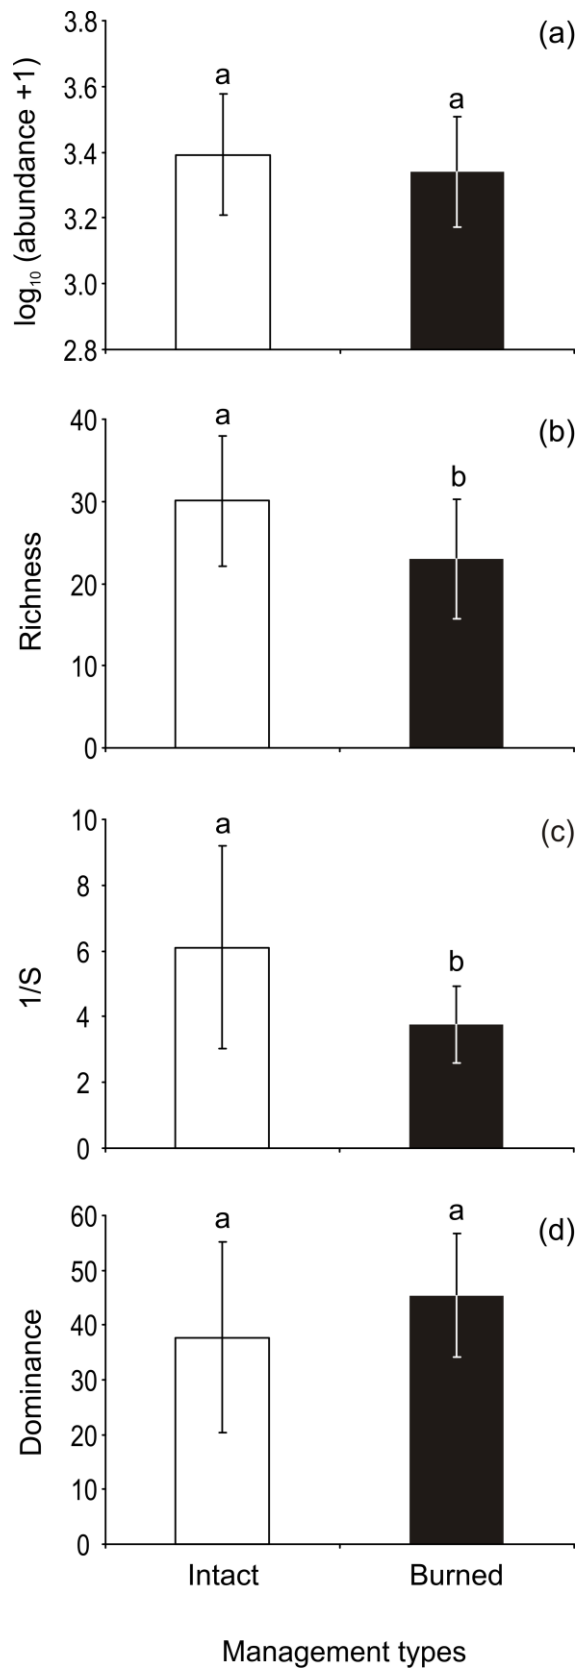 (a)
log₁₀ (abundance +1)
3.8
3.6
3.4
3.2
3.0
2.8
a
a
(b)
Richness
40
30
20
10
0
a
b
(c)
1/S
10
8
6
4
2
0
a
b
(d)
Dominance
60
50
40
30
20
10
0
a
a
Intact Burned
Management types